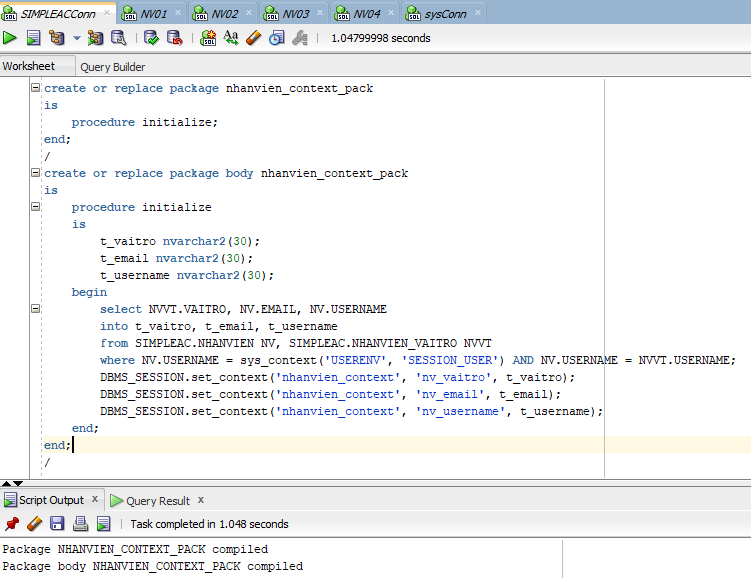 SIMPLEACConn NV01 NV02 NV03 NV04 sysConn
1.04799998 seconds
Worksheet Query Builder
create or replace package nhanvien_context_pack
is
procedure initialize;
end;
/
create or replace package body nhanvien_context_pack
is
procedure initialize
is
t_vaitro nvarchar2(30);
t_email nvarchar2(30);
t_username nvarchar2(30);
begin
select NVVT.VAITRO, NV.EMAIL, NV.USERNAME
into t_vaitro, t_email, t_username
from SIMPLEAC.NHANVIEN NV, SIMPLEAC.NHANVIEN_VAITRO NVVT
where NV.USERNAME = sys_context('USERENV', 'SESSION_USER') AND NV.USERNAME = NVVT.USERNAME;
DBMS_SESSION.set_context('nhanvien_context', 'nv_vaitro', t_vaitro);
DBMS_SESSION.set_context('nhanvien_context', 'nv_email', t_email);
DBMS_SESSION.set_context('nhanvien_context', 'nv_username', t_username);
end;
end;
/
Script Output x Query Result x
Task completed in 1.048 seconds
Package NHANVIEN_CONTEXT_PACK compiled
Package body NHANVIEN_CONTEXT_PACK compiled